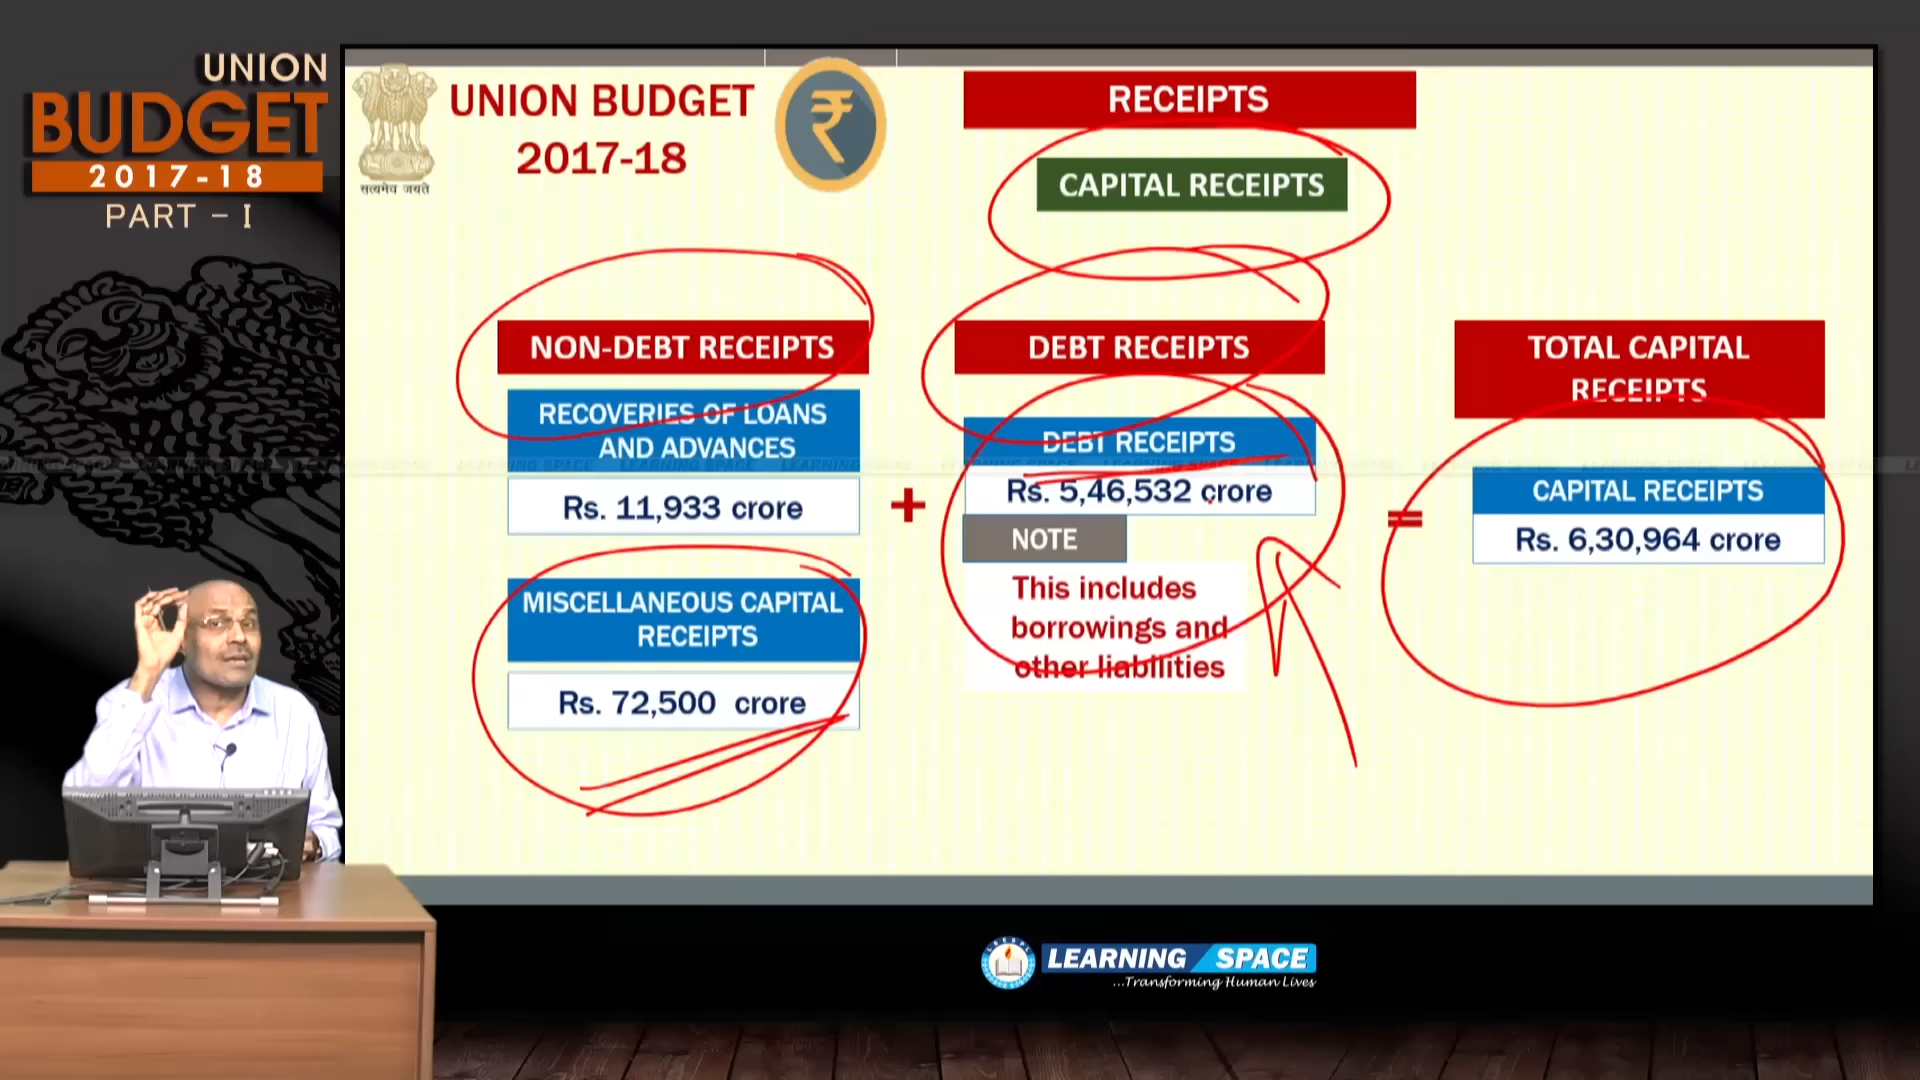 UNION
BUDGET
2017-18
PART – I
सत्यमेव जयते
UNION BUDGET
2017-18
₹
RECEIPTS
CAPITAL RECEIPTS
NON-DEBT RECEIPTS
RECOVERIES OF LOANS
AND ADVANCES
Rs. 11,933 crore
MISCELLANEOUS CAPITAL
RECEIPTS
Rs. 72,500 crore
+
DEBT RECEIPTS
DEBT RECEIPTS
Rs. 5,46,532 crore
NOTE
This includes
borrowings and
other liabilities
=
TOTAL CAPITAL
RECEIPTS
CAPITAL RECEIPTS
Rs. 6,30,964 crore
LEARNING SPACE
...Transforming Human Lives